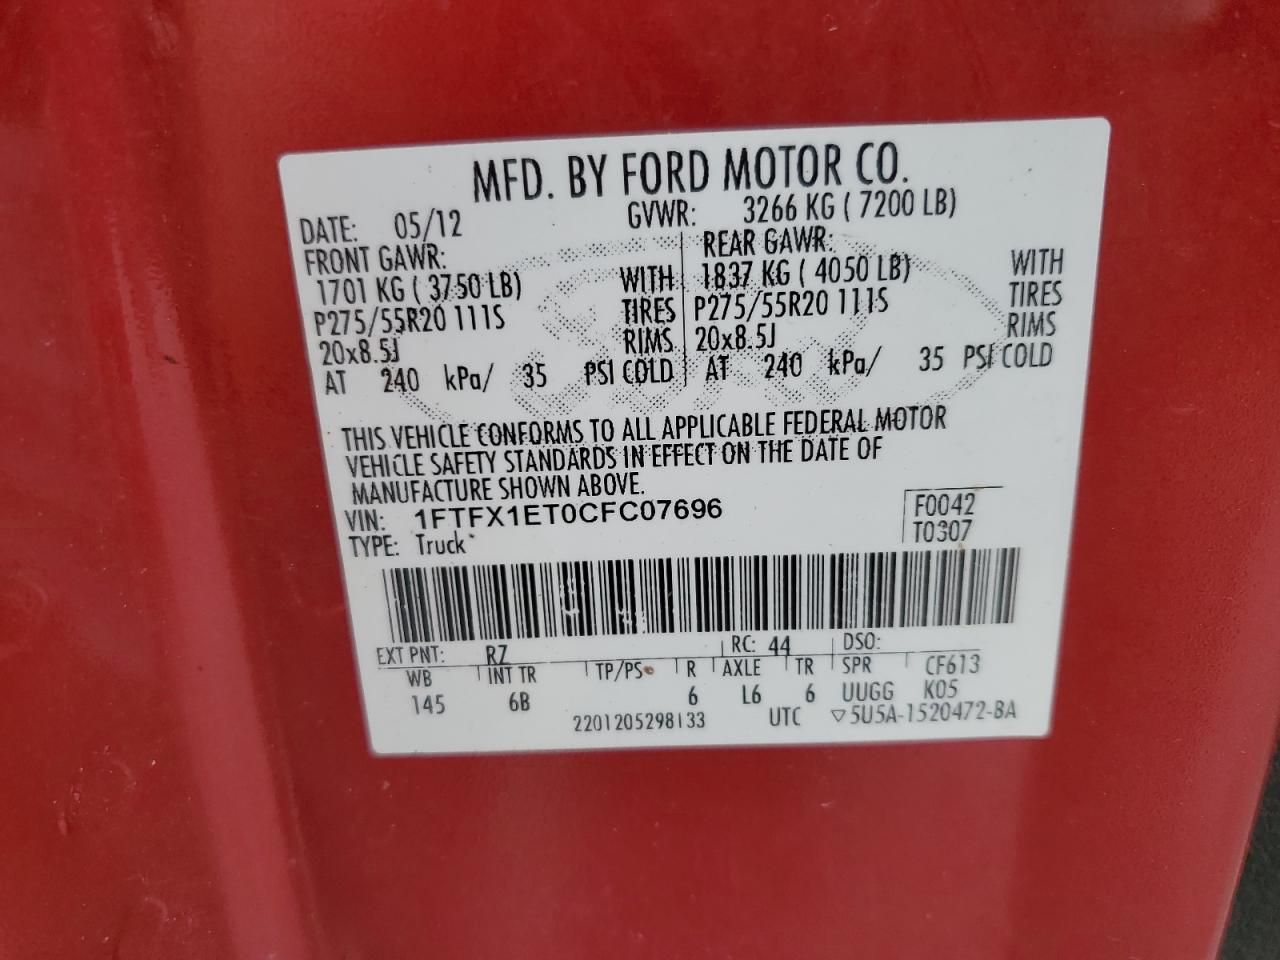 MFD. BY FORD MOTOR CO.
DATE: 05/12 GVWR: 3266 KG ( 7200 LB)
FRONT GAWR: REAR GAWR:
1701 KG ( 3750 LB) WITH 1837 KG ( 4050 LB) WITH
P275/55R20 111S TIRES P275/55R20 111S TIRES
20x8.5J RIMS 20x8.5J RIMS
AT 240 kPa/ 35 PSI COLD AT 240 kPa/ 35 PSI COLD
THIS VEHICLE CONFORMS TO ALL APPLICABLE FEDERAL MOTOR
VEHICLE SAFETY STANDARDS IN EFFECT ON THE DATE OF
MANUFACTURE SHOWN ABOVE.
VIN: 1FTFX1ET0CFC07696 F0042
TYPE: Truck T0307
EXT PNT: RZ RC: 44 DSO:
WB INT TR TP/PS R AXLE TR SPR CF613
145 6B 6 L6 6 UUGG K05
2201205298133 UTC ▽5U5A-1520472-BA